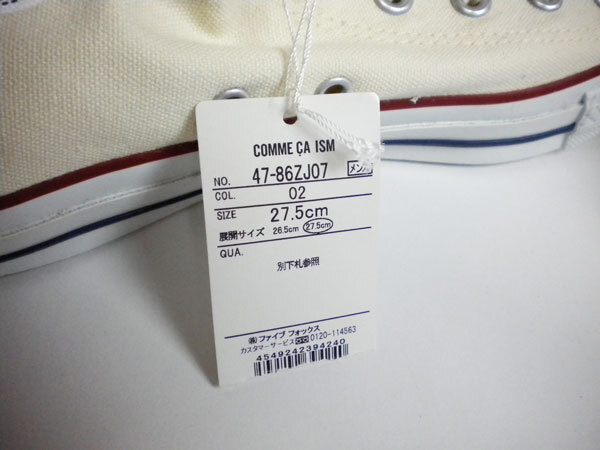 COMME ÇA ISM
NO. 47-86ZJ07 メンズ
COL. 02
SIZE 27.5cm
展開サイズ 26.5cm 27.5cm
QUA.
別下札参照
㈱ ファイブ フォックス
カスタマーサービス 0120-114563
4549242394240